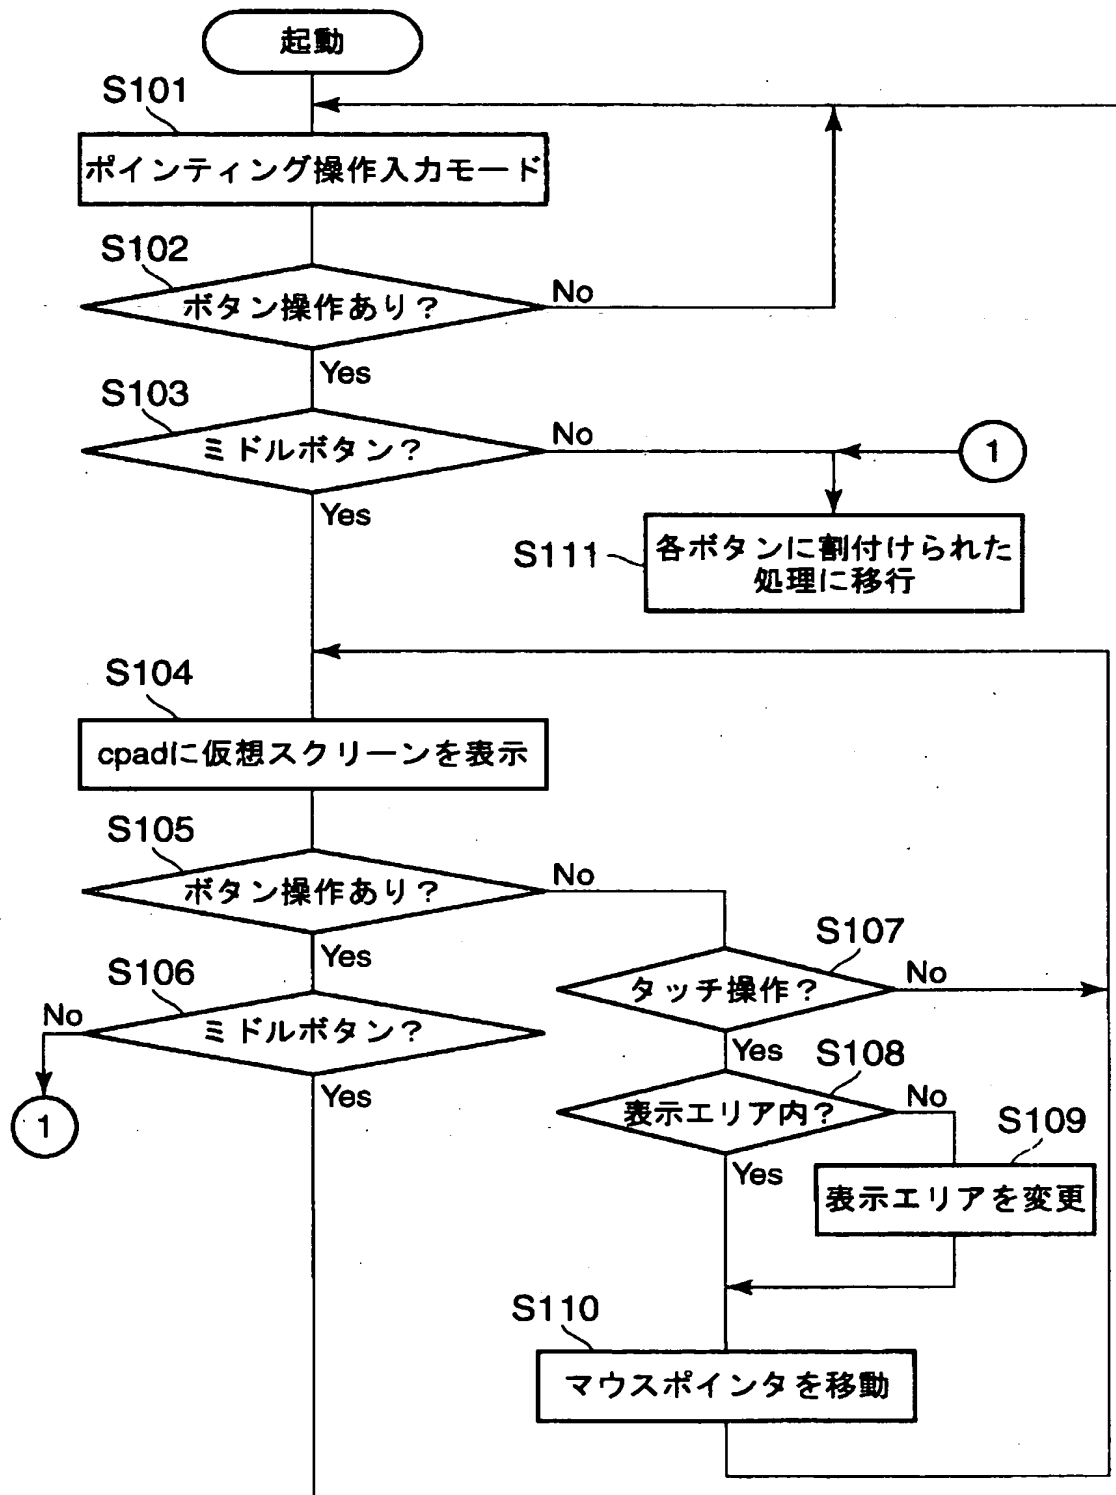 起動
S101
ポインティング操作入力モード
S102
ボタン操作あり?
No
Yes
S103
ミドルボタン?
No
1
Yes
S111
各ボタンに割付けられた
処理に移行
S104
cpadに仮想スクリーンを表示
S105
ボタン操作あり?
No
Yes
S107
タッチ操作?
No
S106
No
ミドルボタン?
Yes
Yes
1
S108
表示エリア内?
No
Yes
S109
表示エリアを変更
S110
マウスポインタを移動